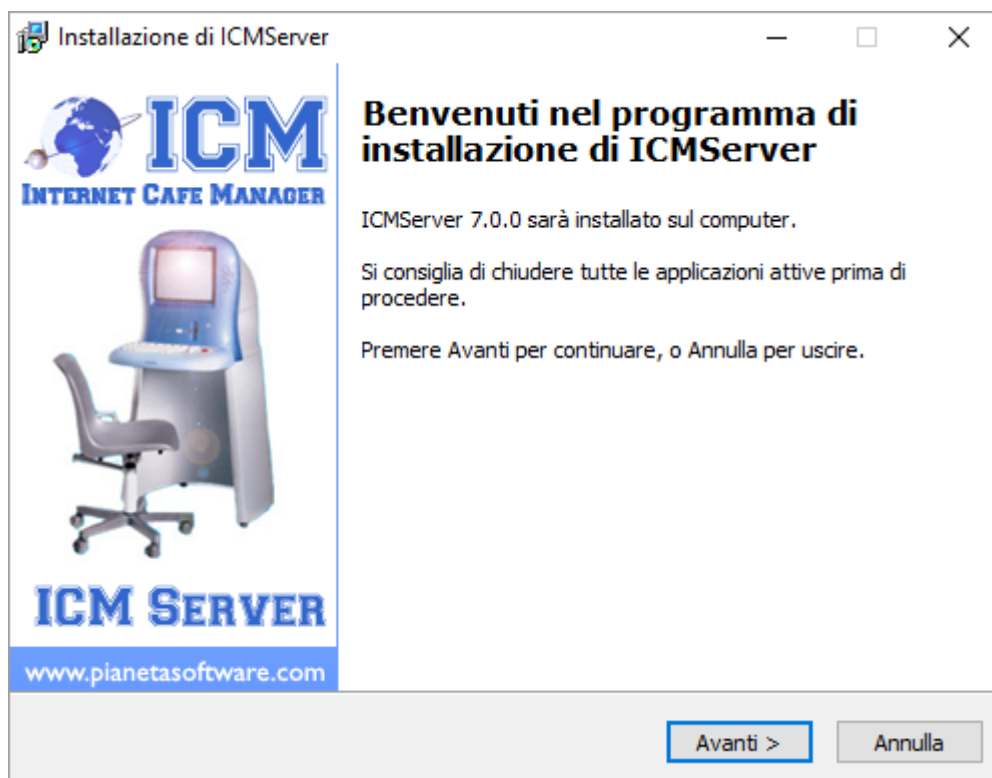 Installazione di ICMServer
ICM
INTERNET CAFE MANAGER
ICM SERVER
www.pianetasoftware.com
Benvenuti nel programma di
installazione di ICMServer
ICMServer 7.0.0 sarà installato sul computer.
Si consiglia di chiudere tutte le applicazioni attive prima di
procedere.
Premere Avanti per continuare, o Annulla per uscire.
Avanti >
Annulla